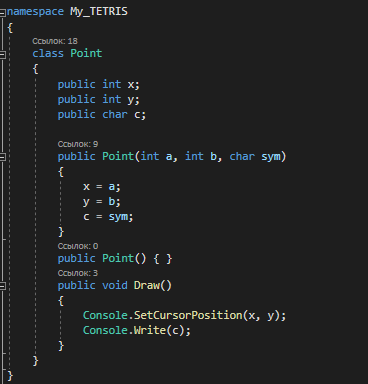 namespace My_TETRIS
{
Ссылок: 18
class Point
{
public int x;
public int y;
public char c;
Ссылок: 9
public Point(int a, int b, char sym)
{
x = a;
y = b;
c = sym;
}
Ссылок: 0
public Point() { }
Ссылок: 3
public void Draw()
{
Console.SetCursorPosition(x, y);
Console.Write(c);
}
}
}